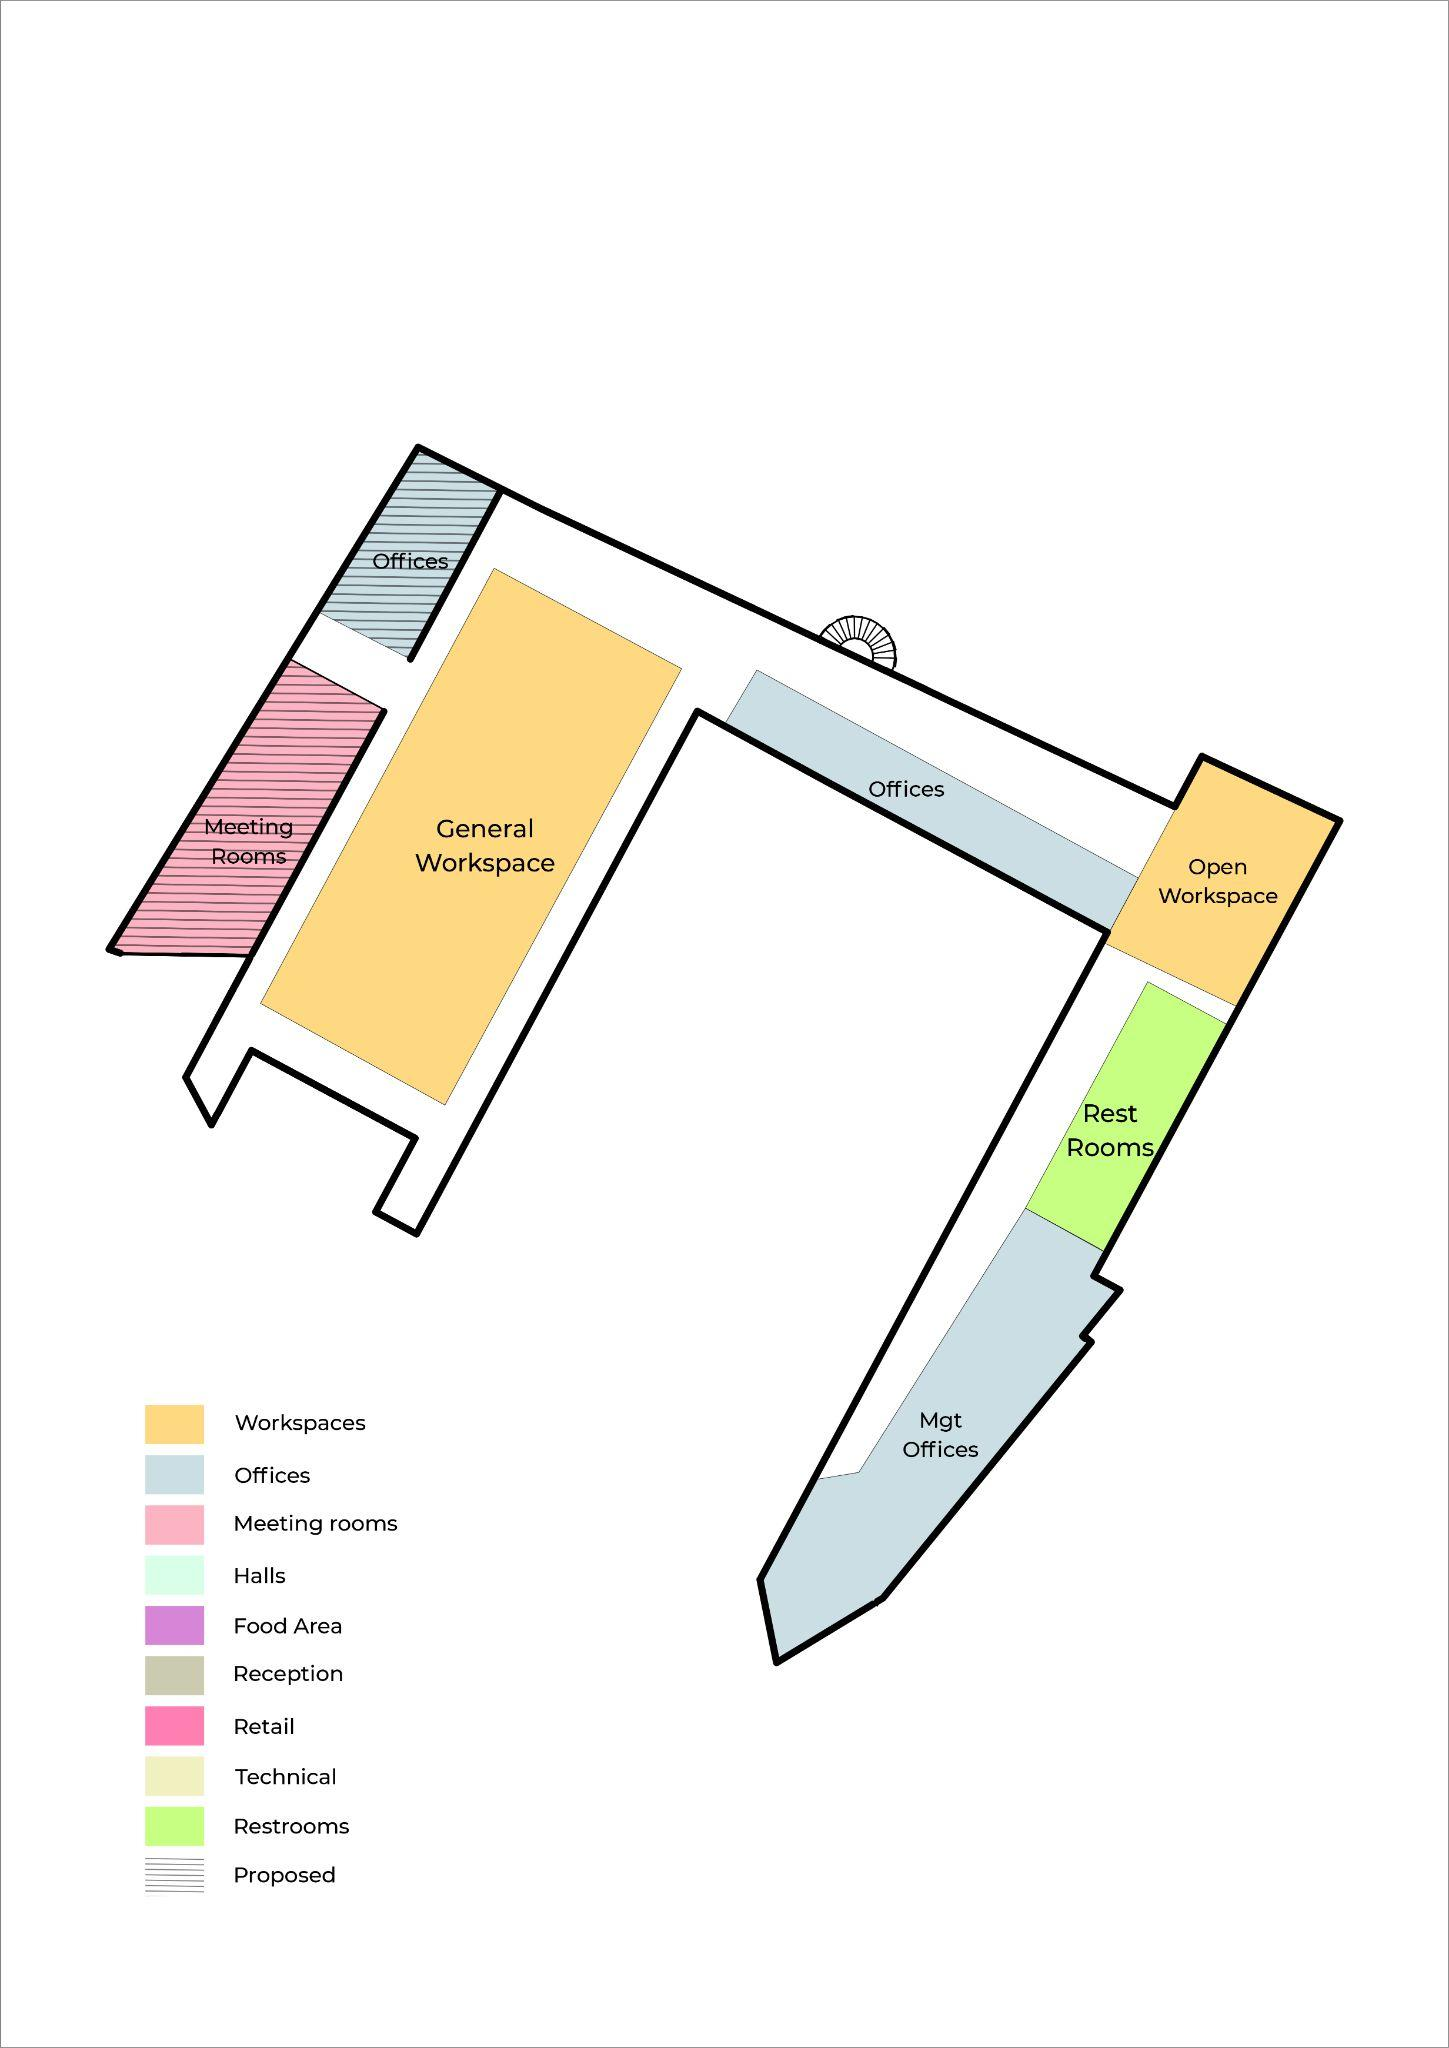 Offices
Meeting
Rooms
General
Workspace
Offices
Open
Workspace
Rest
Rooms
Mgt
Offices
Workspaces
Offices
Meeting rooms
Halls
Food Area
Reception
Retail
Technical
Restrooms
Proposed